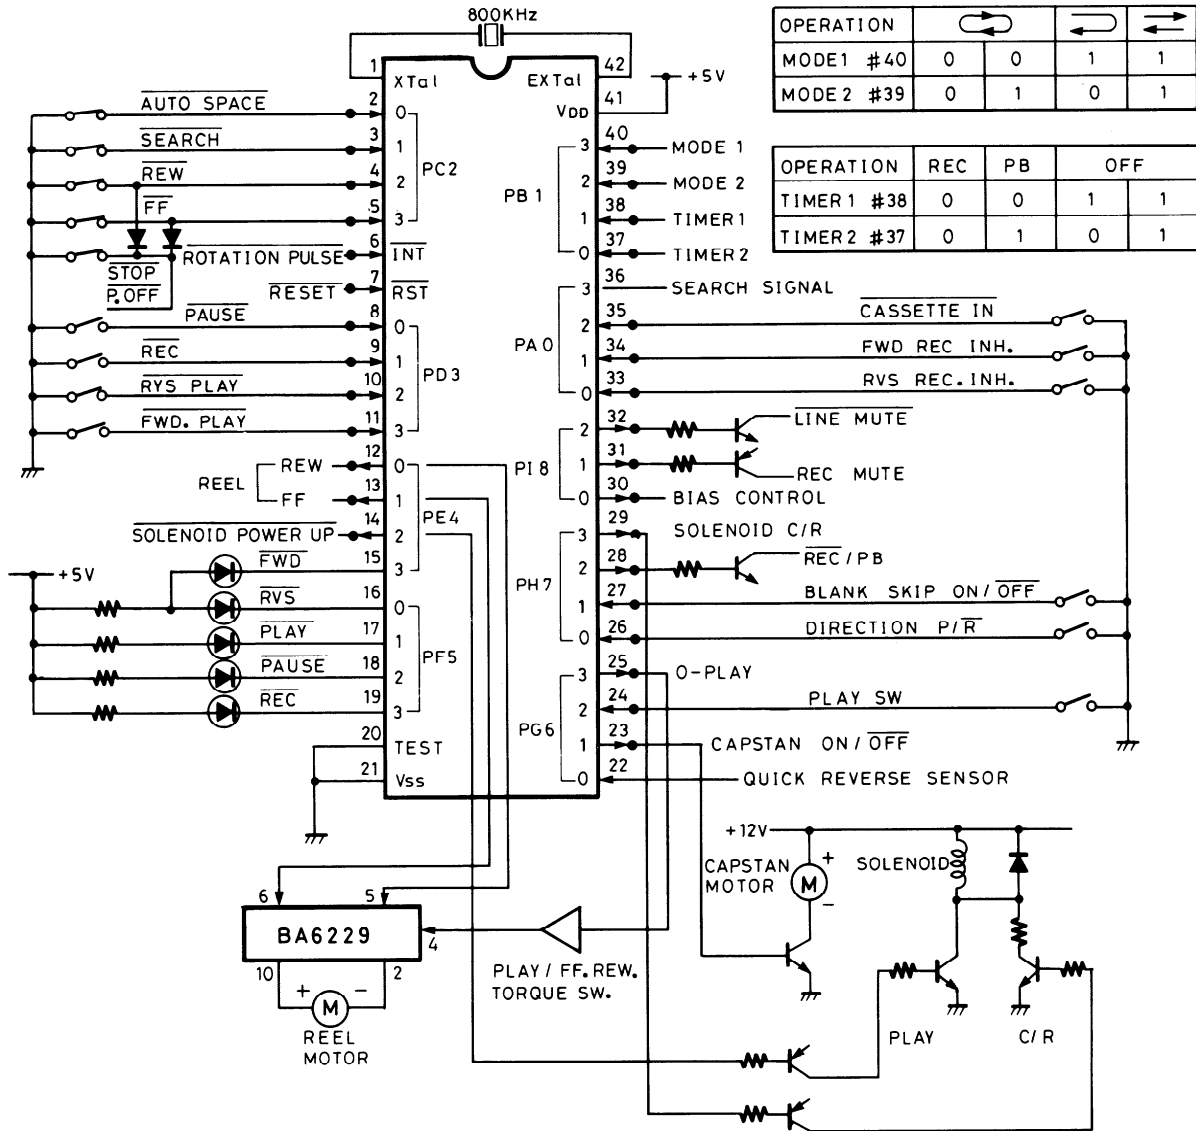 800KHz
1
XTal
42
EXTal
41
VDD
+5V
AUTO SPACE
2
0
SEARCH
3
1
REW
4
2
FF
5
3
PC2
ROTATION PULSE
6
INT
STOP
P.OFF
RESET
7
RST
PAUSE
8
0
REC
9
1
RYS PLAY
10
2
FWD. PLAY
11
3
PD3
REEL
REW
12
0
FF
13
1
SOLENOID POWER UP
14
2
FWD
15
3
PE4
+5V
RVS
16
0
PLAY
17
1
PAUSE
18
2
REC
19
3
PF5
20
TEST
21
Vss
40
3
MODE 1
39
2
MODE 2
38
1
TIMER1
37
0
TIMER2
PB1
36
3
SEARCH SIGNAL
35
2
CASSETTE IN
34
1
FWD REC INH.
33
0
RVS REC. INH.
PA0
32
2
LINE MUTE
31
1
REC MUTE
30
0
BIAS CONTROL
PI8
29
3
SOLENOID C/R
28
2
REC/PB
27
1
BLANK SKIP ON/OFF
26
0
DIRECTION P/R
PH7
25
3
O-PLAY
24
2
PLAY SW
23
1
CAPSTAN ON/OFF
22
0
QUICK REVERSE SENSOR
PG6
OPERATION
MODE1 #40 0 0 1 1
MODE2 #39 0 1 0 1
OPERATION REC PB OFF
TIMER1 #38 0 0 1 1
TIMER2 #37 0 1 0 1
+12V
CAPSTAN
MOTOR
+
M
-
SOLENOID
6
5
BA6229
4
10
2
+
M
-
REEL
MOTOR
PLAY / FF. REW.
TORQUE SW.
PLAY
C/R